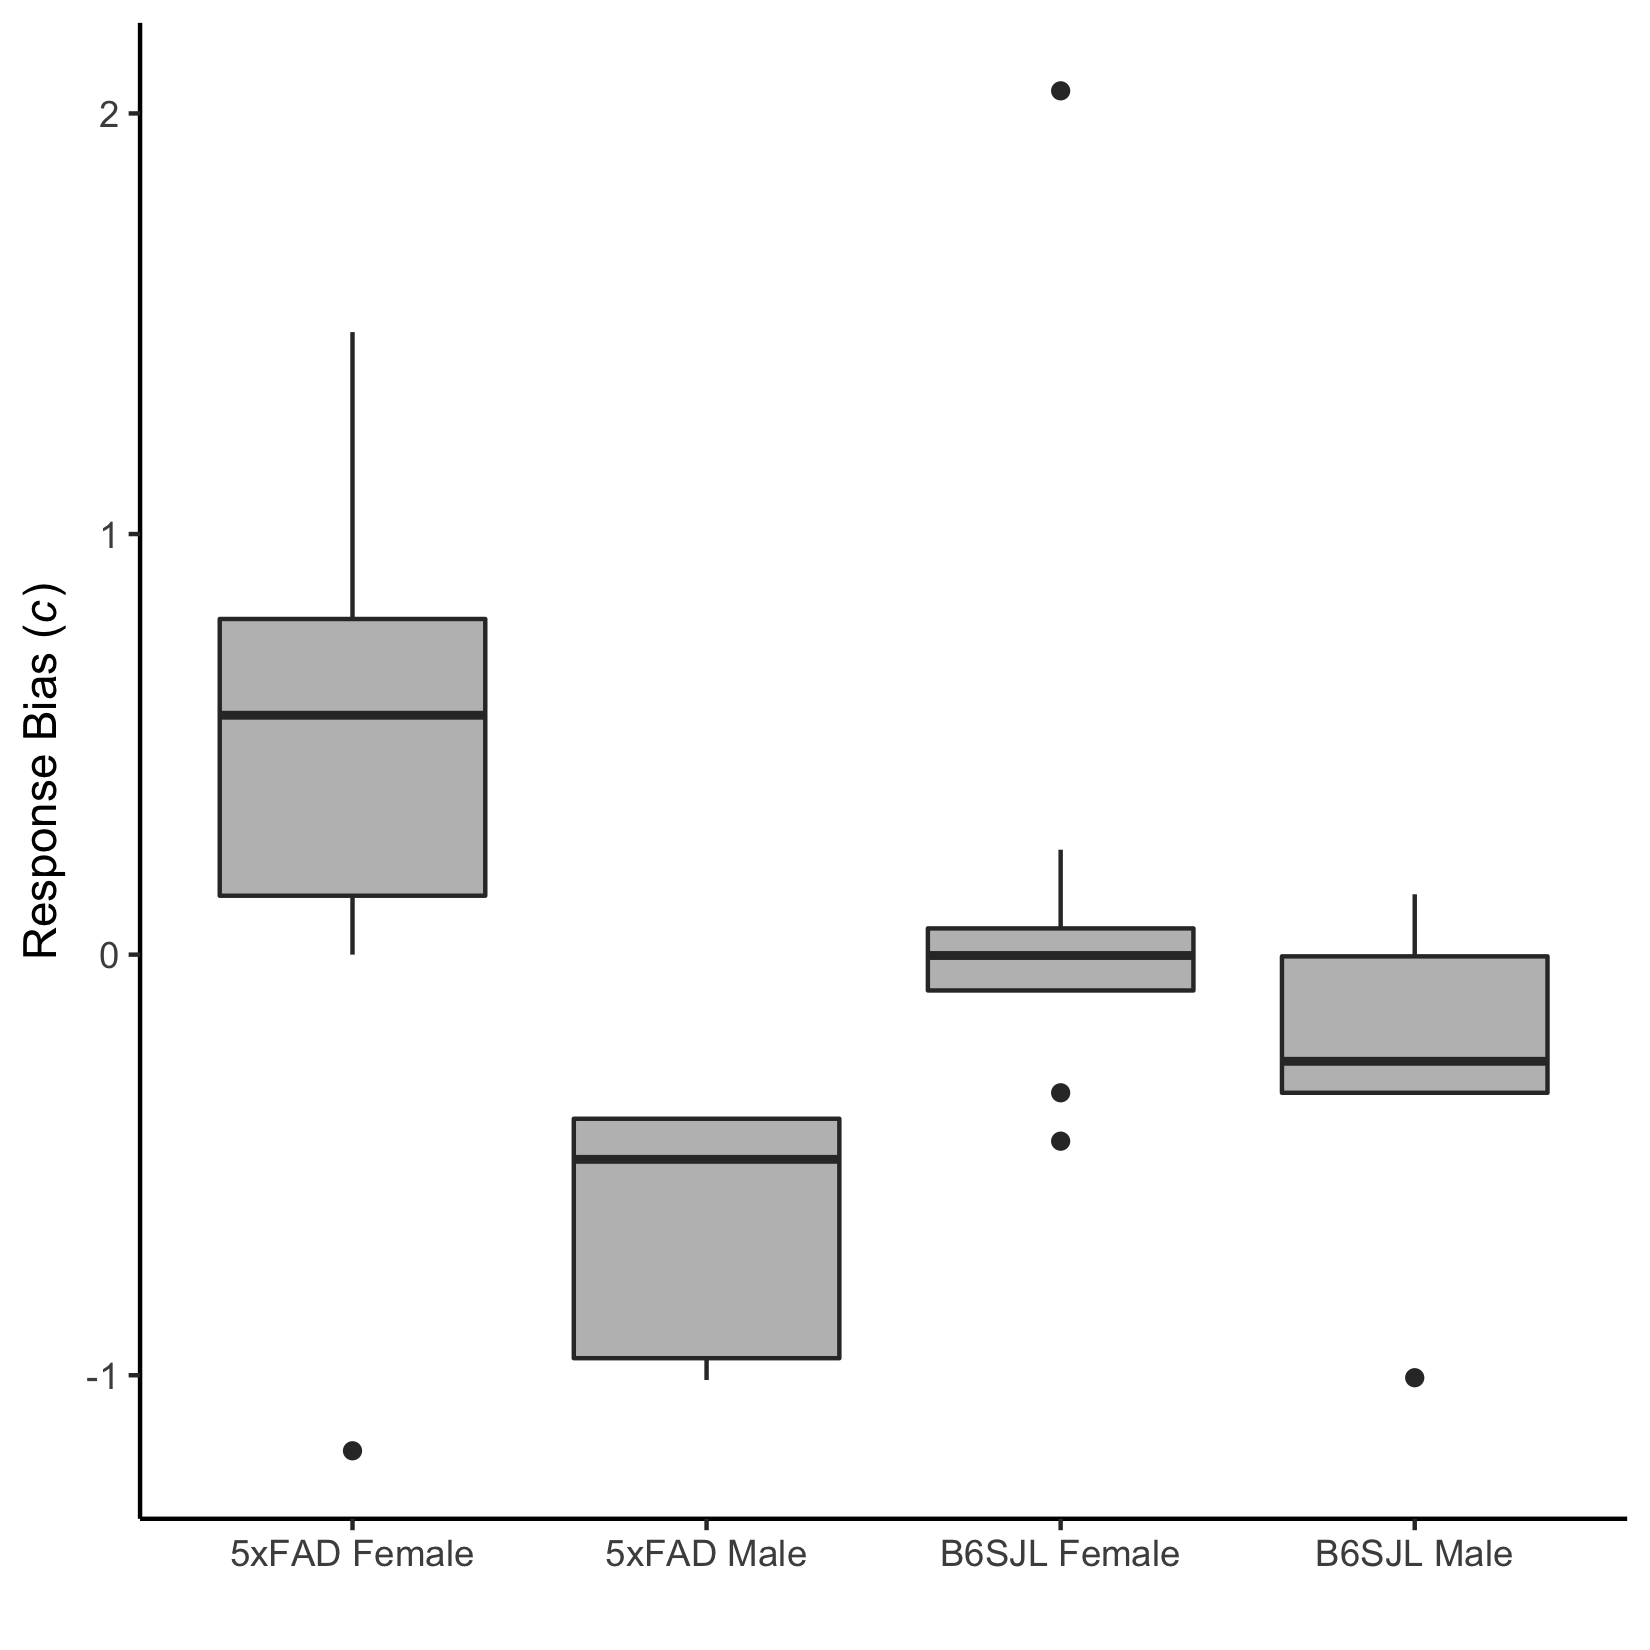 Response Bias (c)
2
1
0
-1
5xFAD Female
5xFAD Male
B6SJL Female
B6SJL Male